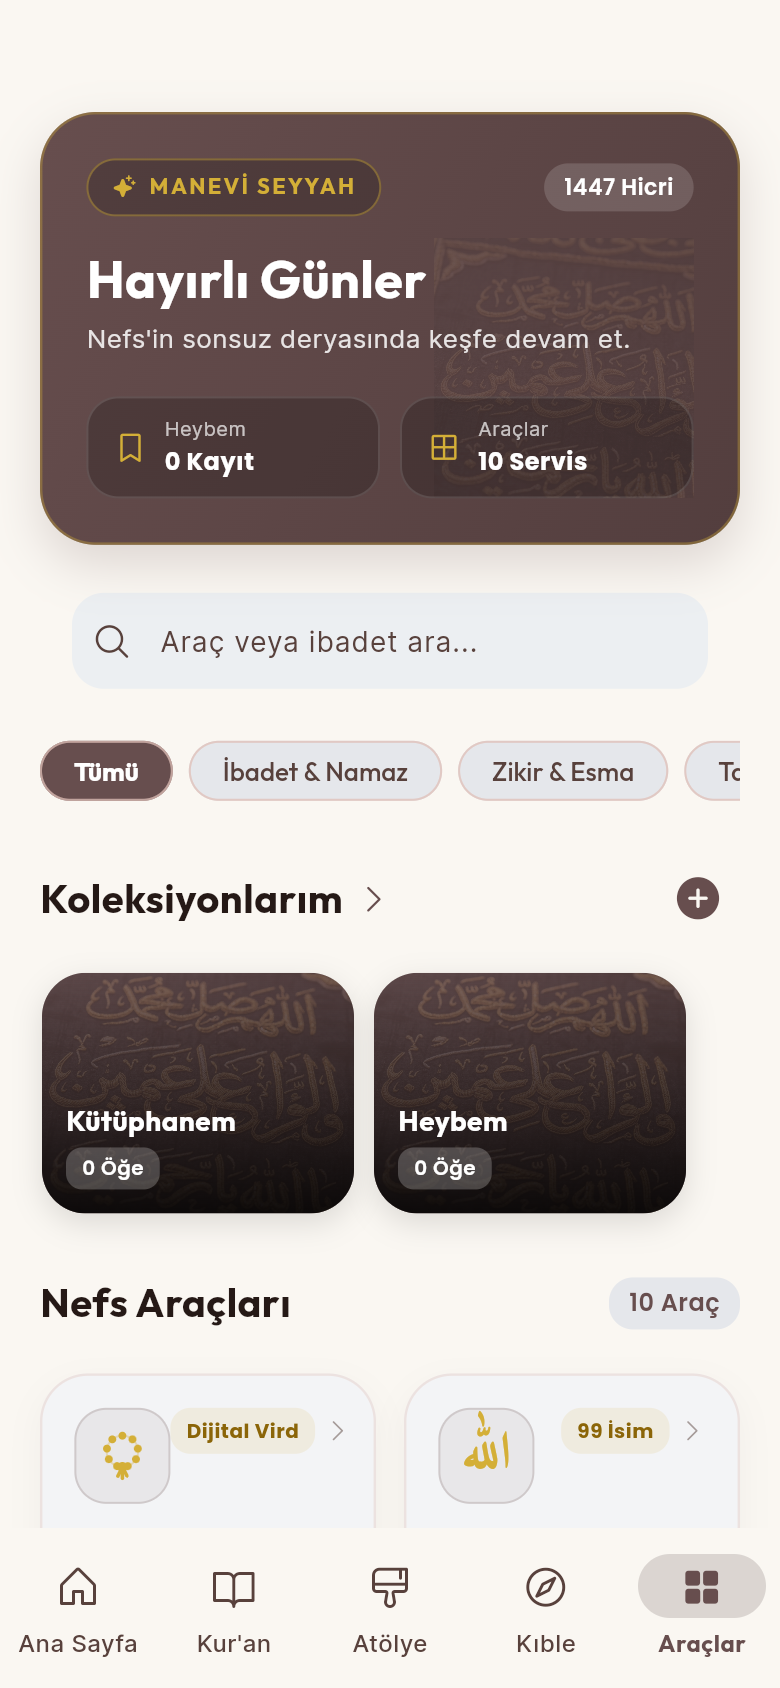 MANEVİ SEYYAH
1447 Hicri
Hayırlı Günler
Nefs'in sonsuz deryasında keşfe devam et.
Heybem
0 Kayıt
Araçlar
10 Servis
Araç veya ibadet ara...
Tümü
İbadet & Namaz
Zikir & Esma
Koleksiyonlarım
Kütüphanem
0 Öğe
Heybem
0 Öğe
Nefs Araçları
10 Araç
Dijital Vird
الله
99 İsim
Ana Sayfa
Kur'an
Atölye
Kıble
Araçlar